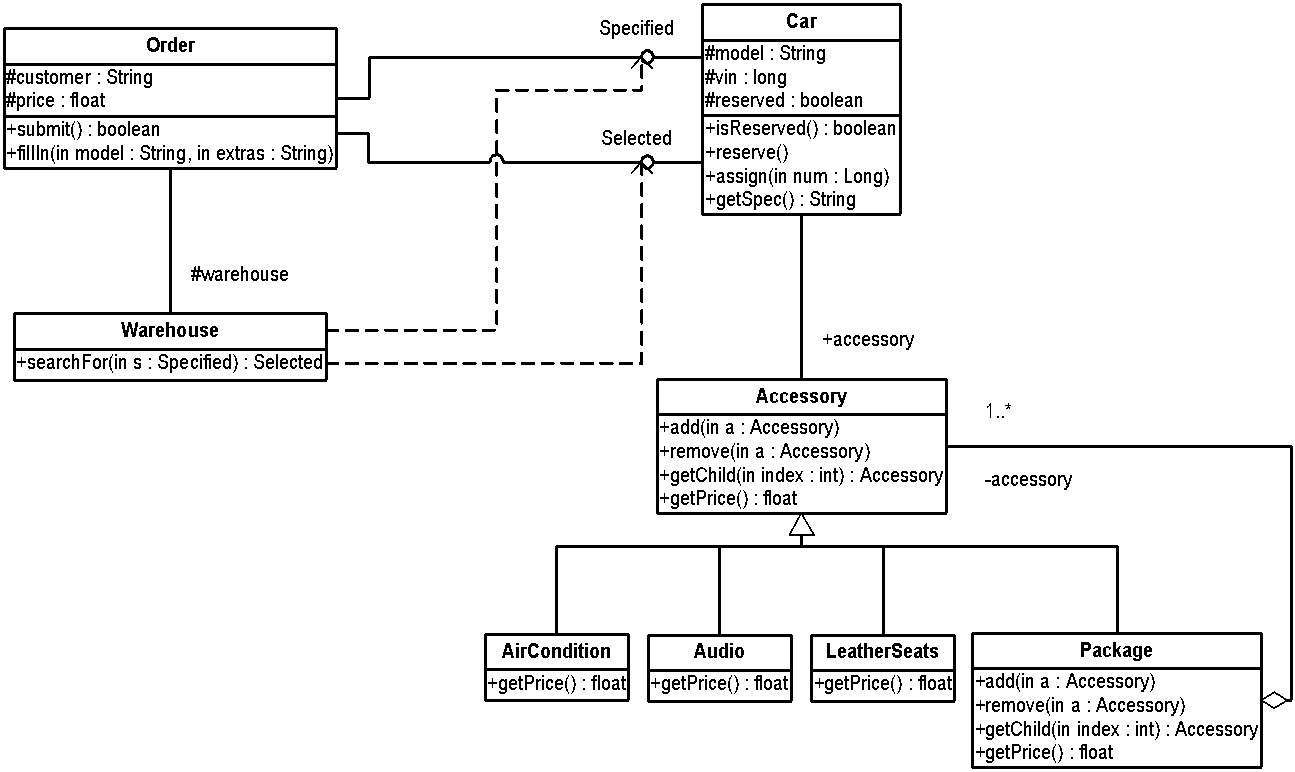 Order
#customer : String
#price : float
+submit() : boolean
+fillIn(in model : String, in extras : String)
Specified
Selected
Car
#model : String
#vin : long
#reserved : boolean
+isReserved() : boolean
+reserve()
+assign(in num : Long)
+getSpec() : String
#warehouse
Warehouse
+searchFor(in s : Specified) : Selected
+accessory
Accessory
+add(in a : Accessory)
+remove(in a : Accessory)
+getChild(in index : int) : Accessory
+getPrice() : float
1..*
-accessory
AirCondition
+getPrice() : float
Audio
+getPrice() : float
LeatherSeats
+getPrice() : float
Package
+add(in a : Accessory)
+remove(in a : Accessory)
+getChild(in index : int) : Accessory
+getPrice() : float